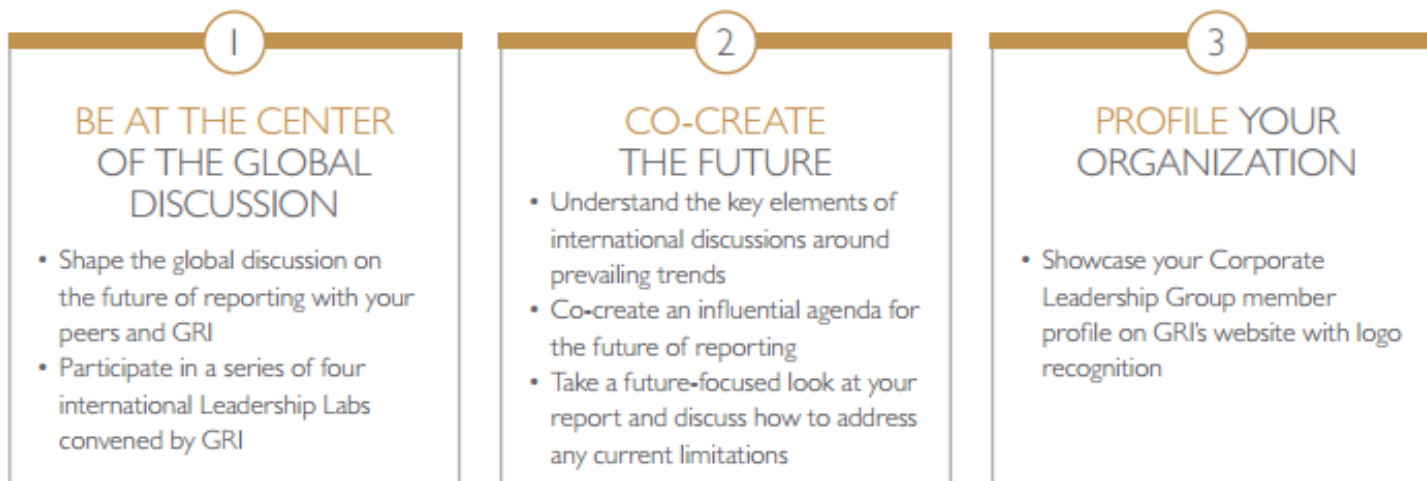 1
BE AT THE CENTER
OF THE GLOBAL
DISCUSSION
• Shape the global discussion on
the future of reporting with your
peers and GRI
• Participate in a series of four
international Leadership Labs
convened by GRI
2
CO-CREATE
THE FUTURE
• Understand the key elements of
international discussions around
prevailing trends
• Co-create an influential agenda for
the future of reporting
• Take a future-focused look at your
report and discuss how to address
any current limitations
3
PROFILE YOUR
ORGANIZATION
• Showcase your Corporate
Leadership Group member
profile on GRI's website with logo
recognition